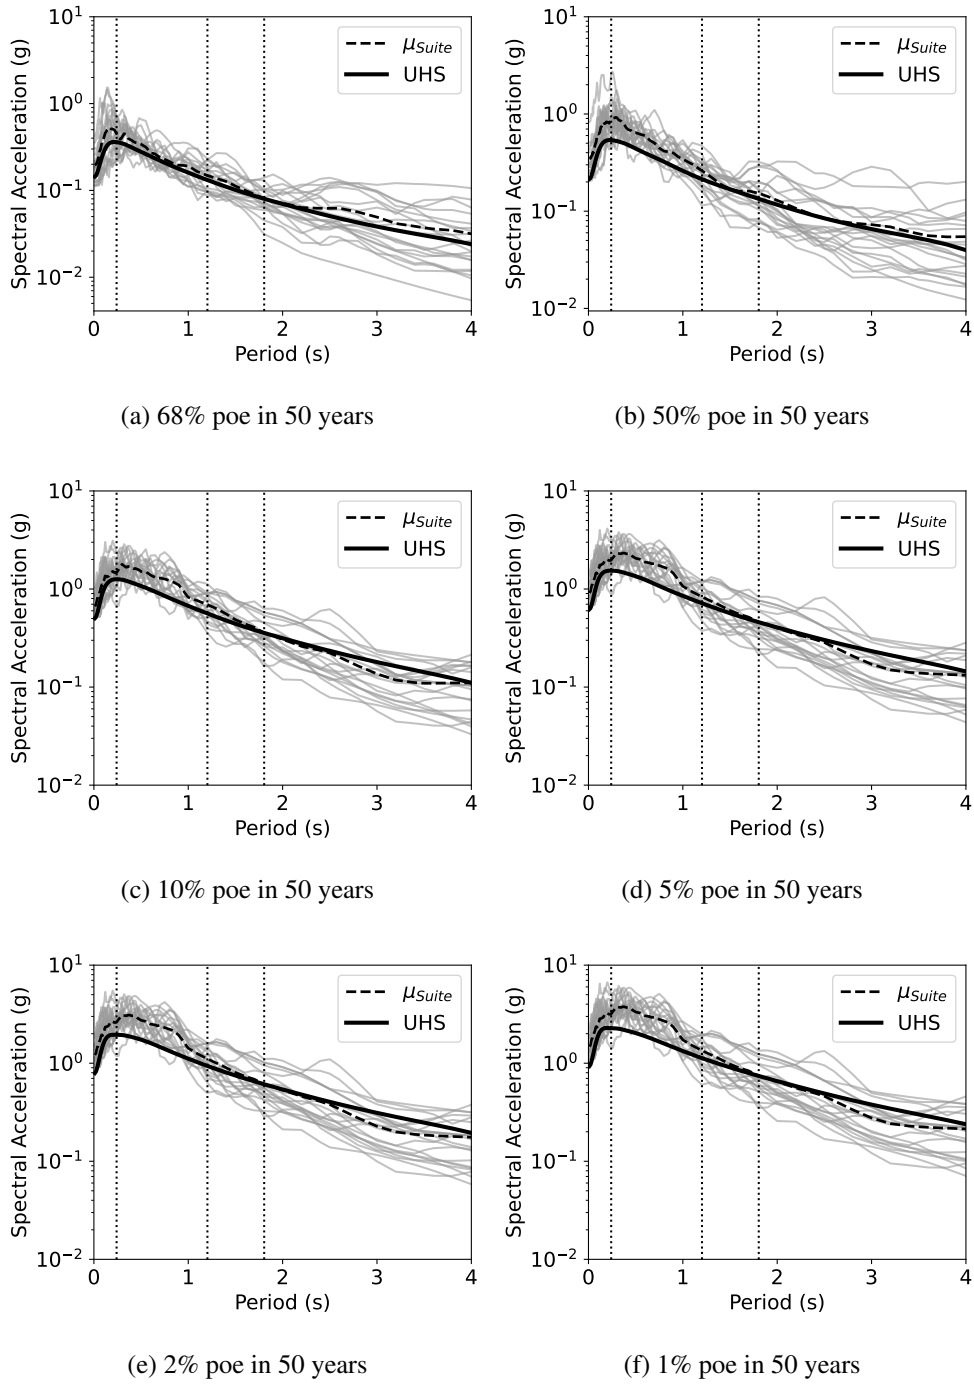 10^1
10^0
10^-1
10^-2
Spectral Acceleration (g)
μ_Suite
UHS
0 1 2 3 4
Period (s)
(a) 68% poe in 50 years
10^1
10^0
10^-1
10^-2
Spectral Acceleration (g)
μ_Suite
UHS
0 1 2 3 4
Period (s)
(b) 50% poe in 50 years
10^1
10^0
10^-1
10^-2
Spectral Acceleration (g)
μ_Suite
UHS
0 1 2 3 4
Period (s)
(c) 10% poe in 50 years
10^1
10^0
10^-1
10^-2
Spectral Acceleration (g)
μ_Suite
UHS
0 1 2 3 4
Period (s)
(d) 5% poe in 50 years
10^1
10^0
10^-1
10^-2
Spectral Acceleration (g)
μ_Suite
UHS
0 1 2 3 4
Period (s)
(e) 2% poe in 50 years
10^1
10^0
10^-1
10^-2
Spectral Acceleration (g)
μ_Suite
UHS
0 1 2 3 4
Period (s)
(f) 1% poe in 50 years